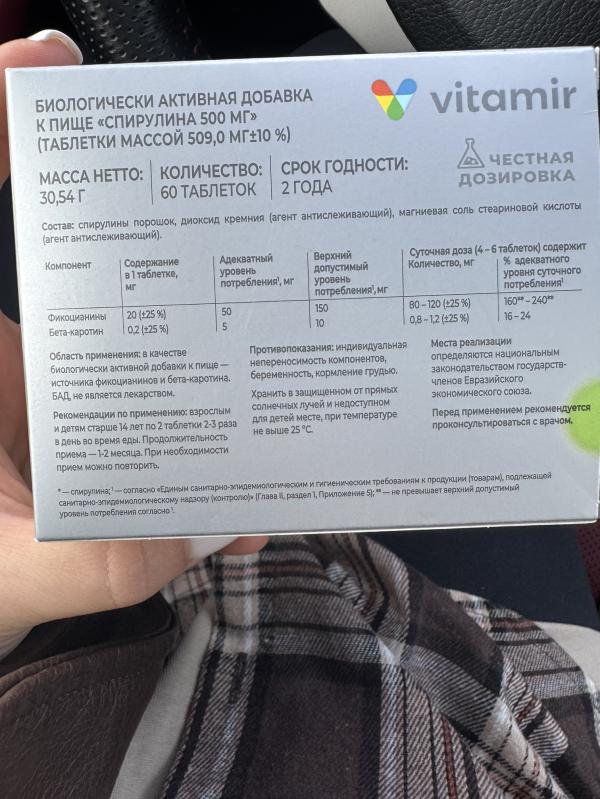 БИОЛОГИЧЕСКИ АКТИВНАЯ ДОБАВКА
К ПИЩЕ «СПИРУЛИНА 500 МГ»
(ТАБЛЕТКИ МАССОЙ 509,0 МГ±10 %)
vitamir
ЧЕСТНАЯ
ДОЗИРОВКА
МАССА НЕТТО:
30,54 Г
КОЛИЧЕСТВО:
60 ТАБЛЕТОК
СРОК ГОДНОСТИ:
2 ГОДА
Состав: спирулины порошок, диоксид кремния (агент антислеживающий), магниевая соль стеариновой кислоты
(агент антислеживающий).
Компонент
Содержание
в 1 таблетке,
мг
Адекватный
уровень
потребления¹, мг
Верхний
допустимый
уровень
потребления¹, мг
Суточная доза (4 – 6 таблеток) содержит
Количество, мг
% адекватного
уровня суточного
потребления¹
Фикоцианины 20 (±25 %) 50 150 80 – 120 (±25 %) 160** – 240**
Бета-каротин 0,2 (±25 %) 5 10 0,8 – 1,2 (±25 %) 16 – 24
Область применения: в качестве
биологически активной добавки к пище —
источника фикоцианинов и бета-каротина.
БАД, не является лекарством.
Рекомендации по применению: взрослым
и детям старше 14 лет по 2 таблетки 2-3 раза
в день во время еды. Продолжительность
приема — 1-2 месяца. При необходимости
прием можно повторить.
Противопоказания: индивидуальная
непереносимость компонентов,
беременность, кормление грудью.
Хранить в защищенном от прямых
солнечных лучей и недоступном
для детей месте, при температуре
не выше 25 °С.
Места реализации
определяются национальным
законодательством государств-
членов Евразийского
экономического союза.
Перед применением рекомендуется
проконсультироваться с врачом.
* — спирулина; ¹ — согласно «Единым санитарно-эпидемиологическим и гигиеническим требованиям к продукции (товарам), подлежащей
санитарно-эпидемиологическому надзору (контролю)» (Глава II, раздел 1, Приложение 5); ** — не превышает верхний допустимый
уровень потребления согласно ¹.